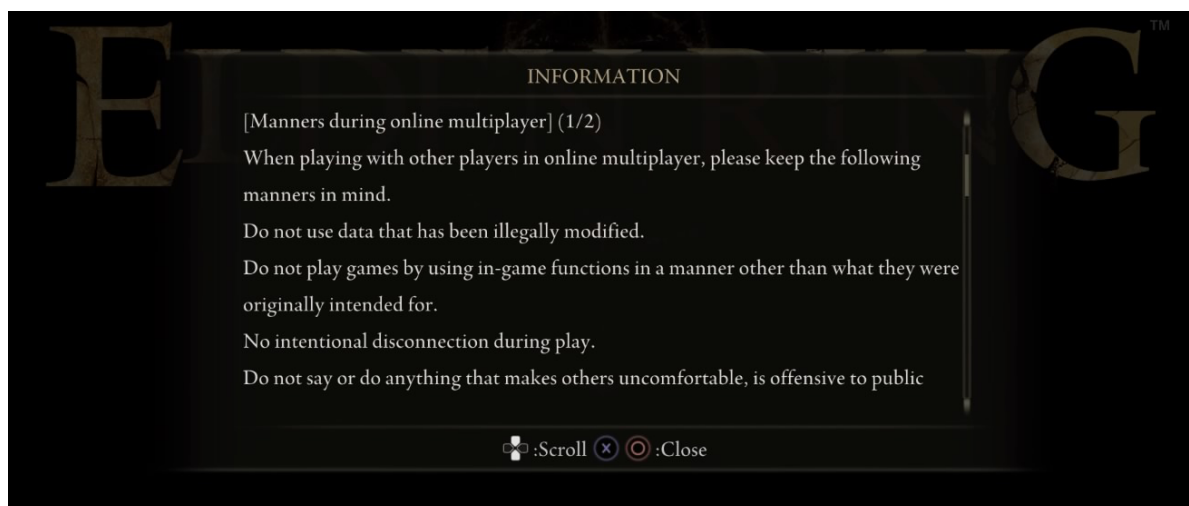 ELDEN RING
TM
INFORMATION
[Manners during online multiplayer] (1/2)
When playing with other players in online multiplayer, please keep the following
manners in mind.
Do not use data that has been illegally modified.
Do not play games by using in-game functions in a manner other than what they were
originally intended for.
No intentional disconnection during play.
Do not say or do anything that makes others uncomfortable, is offensive to public
:Scroll X O :Close